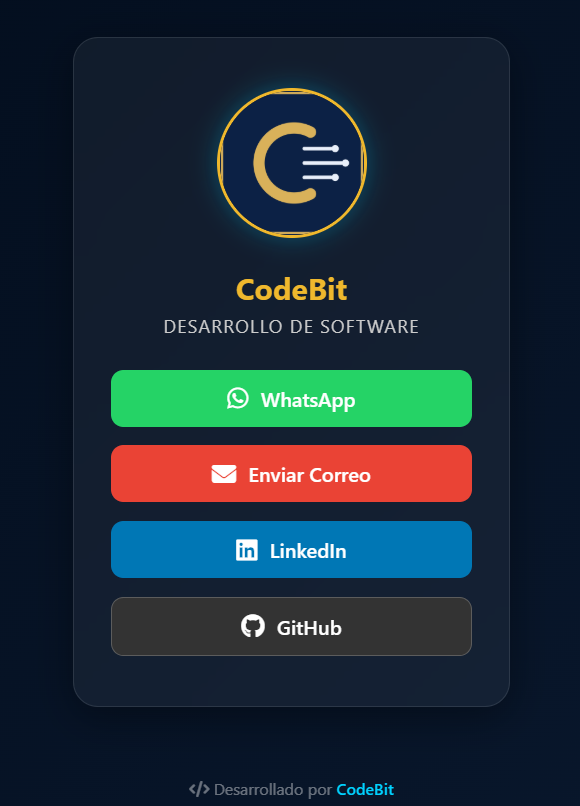 CodeBit
DESARROLLO DE SOFTWARE
WhatsApp
Enviar Correo
LinkedIn
GitHub
</> Desarrollado por CodeBit